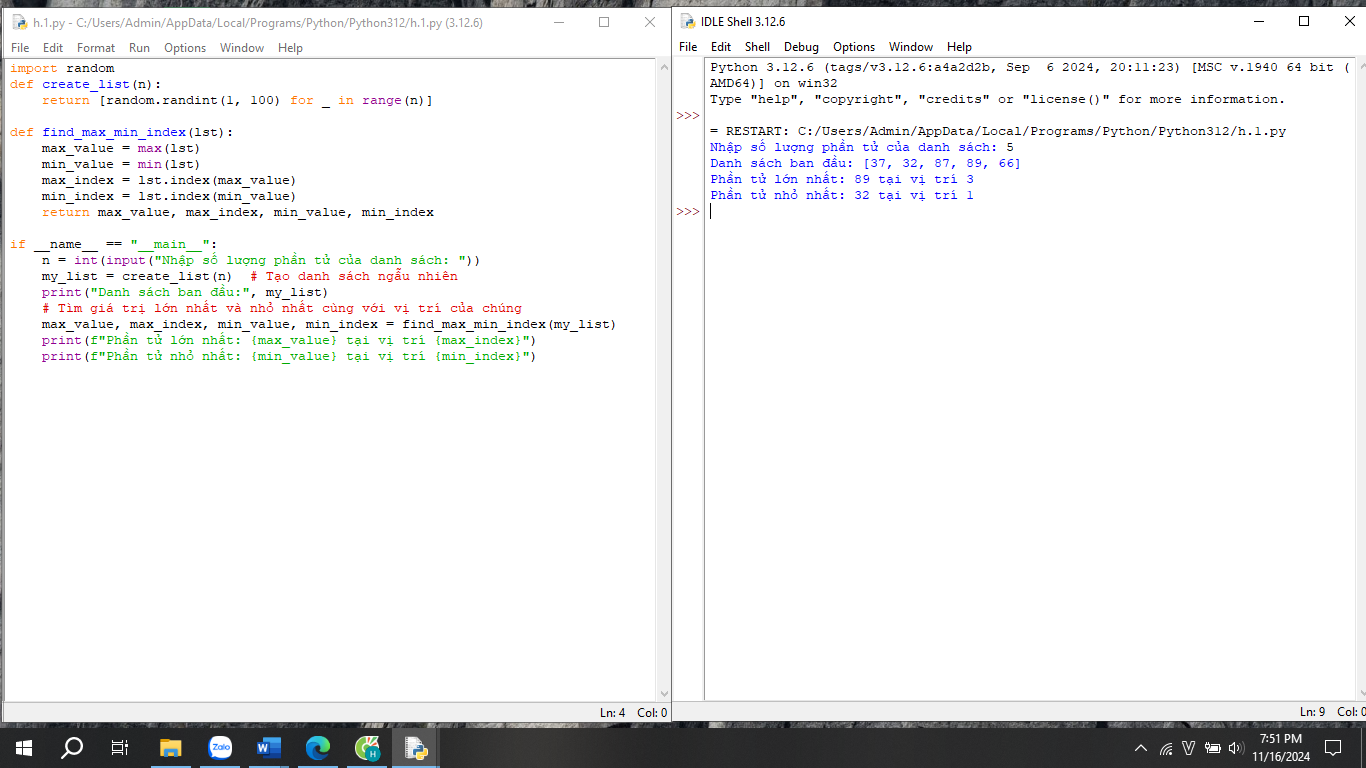 h.1.py - C:/Users/Admin/AppData/Local/Programs/Python/Python312/h.1.py (3.12.6)
File Edit Format Run Options Window Help
import random
def create_list(n):
    return [random.randint(1, 100) for _ in range(n)]
def find_max_min_index(lst):
    max_value = max(lst)
    min_value = min(lst)
    max_index = lst.index(max_value)
    min_index = lst.index(min_value)
    return max_value, max_index, min_value, min_index
if __name__ == "__main__":
    n = int(input("Nhập số lượng phần tử của danh sách: "))
    my_list = create_list(n)  # Tạo danh sách ngẫu nhiên
    print("Danh sách ban đầu:", my_list)
    # Tìm giá trị lớn nhất và nhỏ nhất cùng với vị trí của chúng
    max_value, max_index, min_value, min_index = find_max_min_index(my_list)
    print(f"Phần tử lớn nhất: {max_value} tại vị trí {max_index}")
    print(f"Phần tử nhỏ nhất: {min_value} tại vị trí {min_index}")
Ln: 4 Col: 0
IDLE Shell 3.12.6
File Edit Shell Debug Options Window Help
Python 3.12.6 (tags/v3.12.6:a4a2d2b, Sep  6 2024, 20:11:23) [MSC v.1940 64 bit (
AMD64)] on win32
Type "help", "copyright", "credits" or "license()" for more information.
>>>
= RESTART: C:/Users/Admin/AppData/Local/Programs/Python/Python312/h.1.py
Nhập số lượng phần tử của danh sách: 5
Danh sách ban đầu: [37, 32, 87, 89, 66]
Phần tử lớn nhất: 89 tại vị trí 3
Phần tử nhỏ nhất: 32 tại vị trí 1
>>>
Ln: 9 Col: 0
Zalo
W
H
V
7:51 PM
11/16/2024